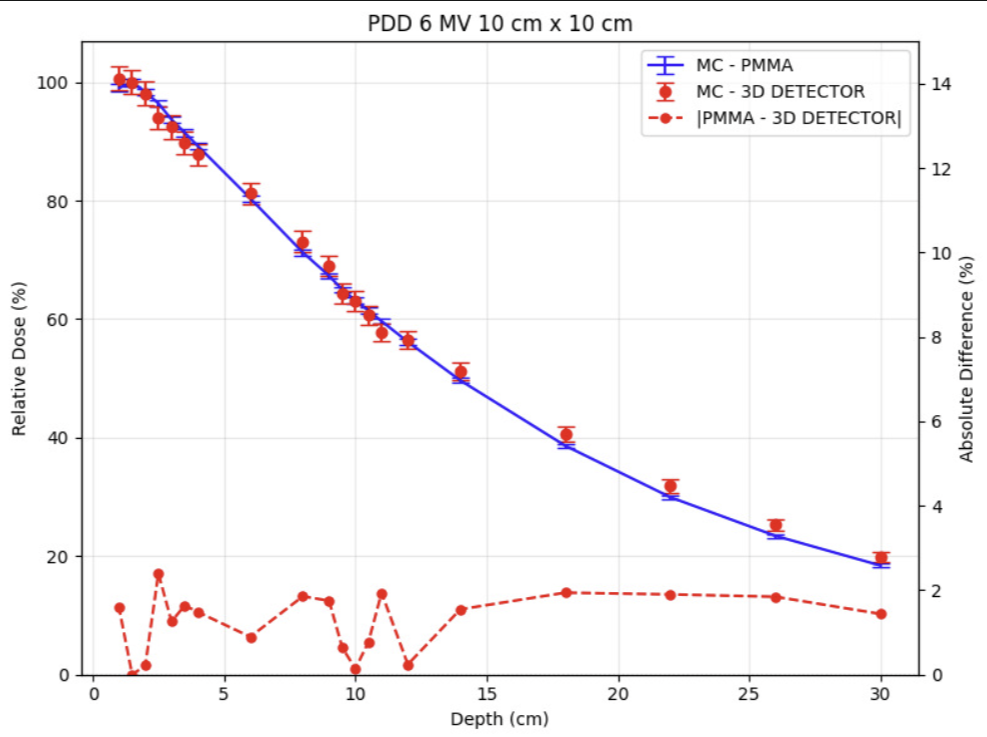 PDD 6 MV 10 cm x 10 cm
MC - PMMA
MC - 3D DETECTOR
|PMMA - 3D DETECTOR|
Relative Dose (%)
100
80
60
40
20
0
14
12
10
8
6
4
2
0
Absolute Difference (%)
0 5 10 15 20 25 30
Depth (cm)